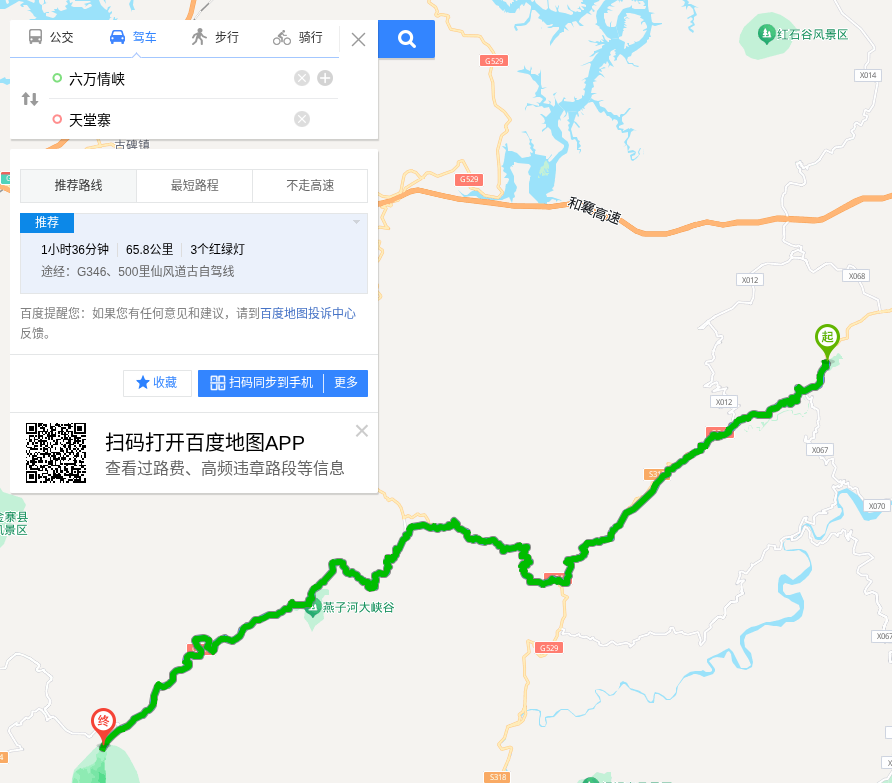 公交
驾车
步行
骑行
六万情峡
天堂寨
古碑镇
推荐路线
最短路程
不走高速
推荐
1小时36分钟
65.8公里
3个红绿灯
途经：G346、500里仙风道古自驾线
百度提醒您：如果您有任何意见和建议，请到百度地图投诉中心
反馈。
收藏
扫码同步到手机
更多
扫码打开百度地图APP
查看过路费、高频违章路段等信息
红石谷风景区
G529
X014
G529
和襄高速
X012
X068
起
X012
X067
X070
金寨县
风景区
燕子河大峡谷
X067
G529
终
S318